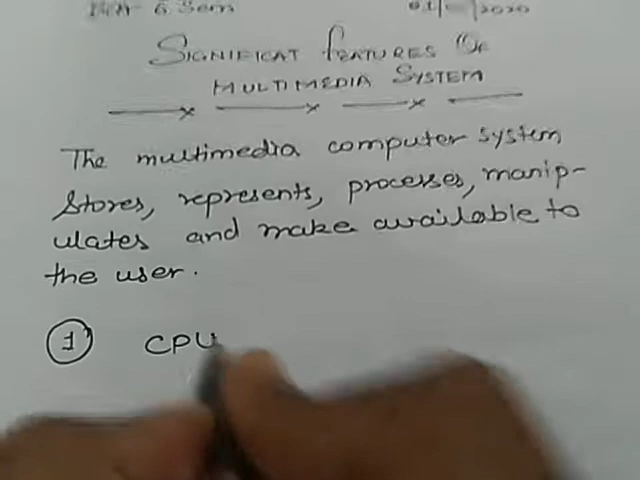 6 Sem
SIGNIFICAT FEATURES OF
MULTIMEDIA SYSTEM
The multimedia computer system
Stores, represents, processes, manip-
ulates and make available to
the user.
1 CPU